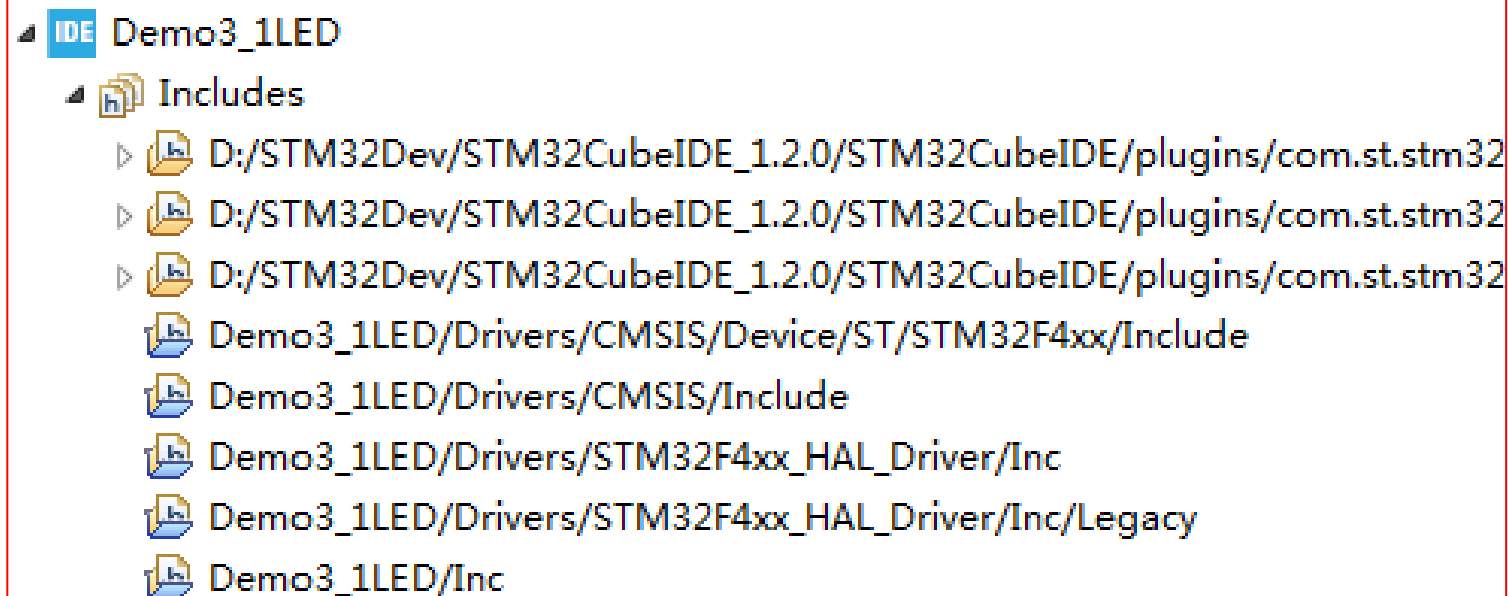 IDE Demo3_1LED
Includes
D:/STM32Dev/STM32CubeIDE_1.2.0/STM32CubeIDE/plugins/com.st.stm32
D:/STM32Dev/STM32CubeIDE_1.2.0/STM32CubeIDE/plugins/com.st.stm32
D:/STM32Dev/STM32CubeIDE_1.2.0/STM32CubeIDE/plugins/com.st.stm32
Demo3_1LED/Drivers/CMSIS/Device/ST/STM32F4xx/Include
Demo3_1LED/Drivers/CMSIS/Include
Demo3_1LED/Drivers/STM32F4xx_HAL_Driver/Inc
Demo3_1LED/Drivers/STM32F4xx_HAL_Driver/Inc/Legacy
Demo3_1LED/Inc